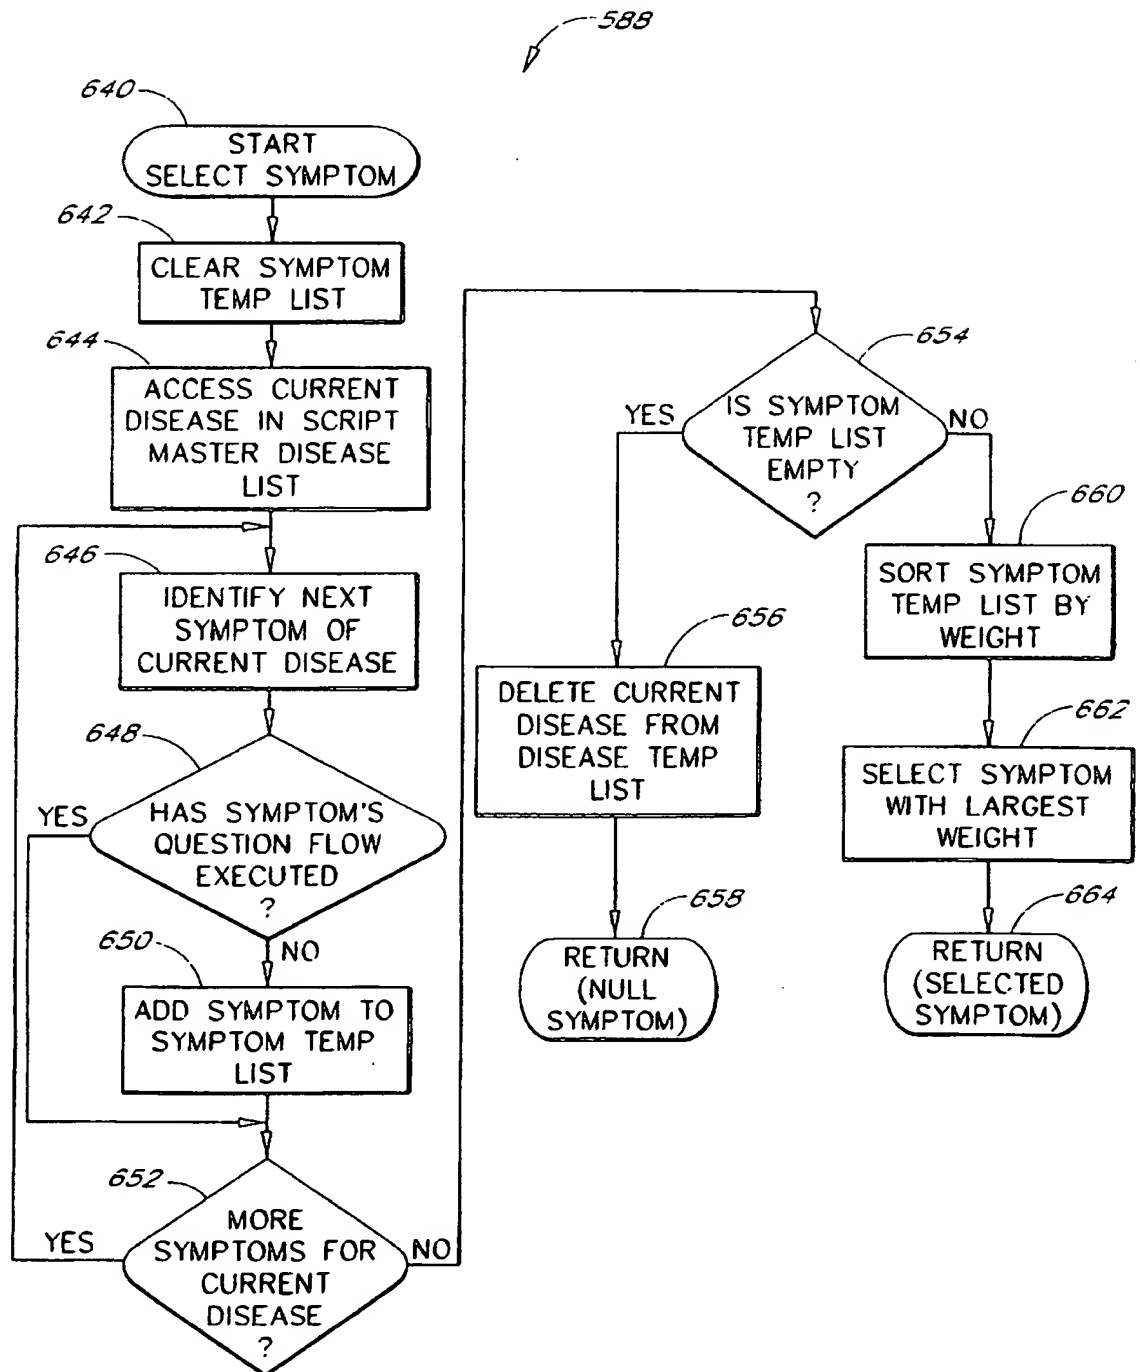 588
640
START
SELECT SYMPTOM
642
CLEAR SYMPTOM
TEMP LIST
644
ACCESS CURRENT
DISEASE IN SCRIPT
MASTER DISEASE
LIST
646
IDENTIFY NEXT
SYMPTOM OF
CURRENT DISEASE
648
YES
HAS SYMPTOM'S
QUESTION FLOW
EXECUTED
?
NO
650
ADD SYMPTOM TO
SYMPTOM TEMP
LIST
652
YES
MORE
SYMPTOMS FOR
CURRENT
DISEASE
?
NO
654
YES
IS SYMPTOM
TEMP LIST
EMPTY
?
NO
656
DELETE CURRENT
DISEASE FROM
DISEASE TEMP
LIST
658
RETURN
(NULL
SYMPTOM)
660
SORT SYMPTOM
TEMP LIST BY
WEIGHT
662
SELECT SYMPTOM
WITH LARGEST
WEIGHT
664
RETURN
(SELECTED
SYMPTOM)